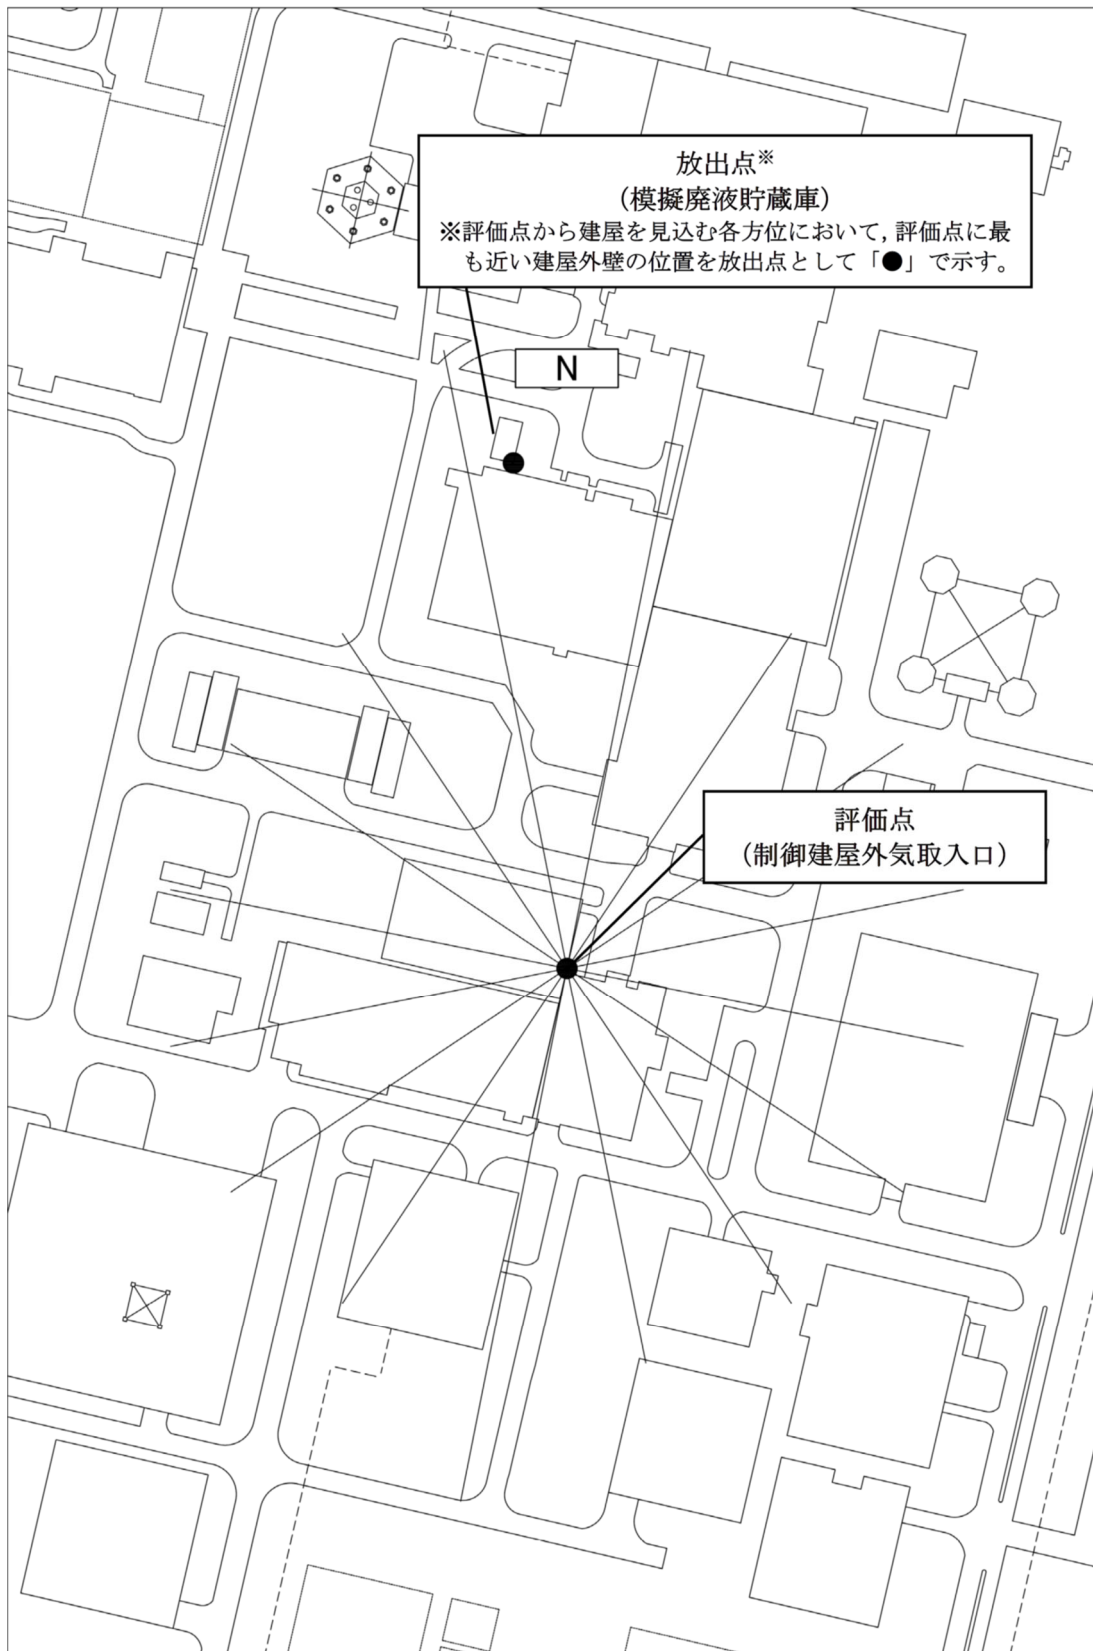 放出点※
（模擬廃液貯蔵庫）
※評価点から建屋を見込む各方位において，評価点に最
も近い建屋外壁の位置を放出点として「●」で示す。
N
評価点
（制御建屋外気取入口）